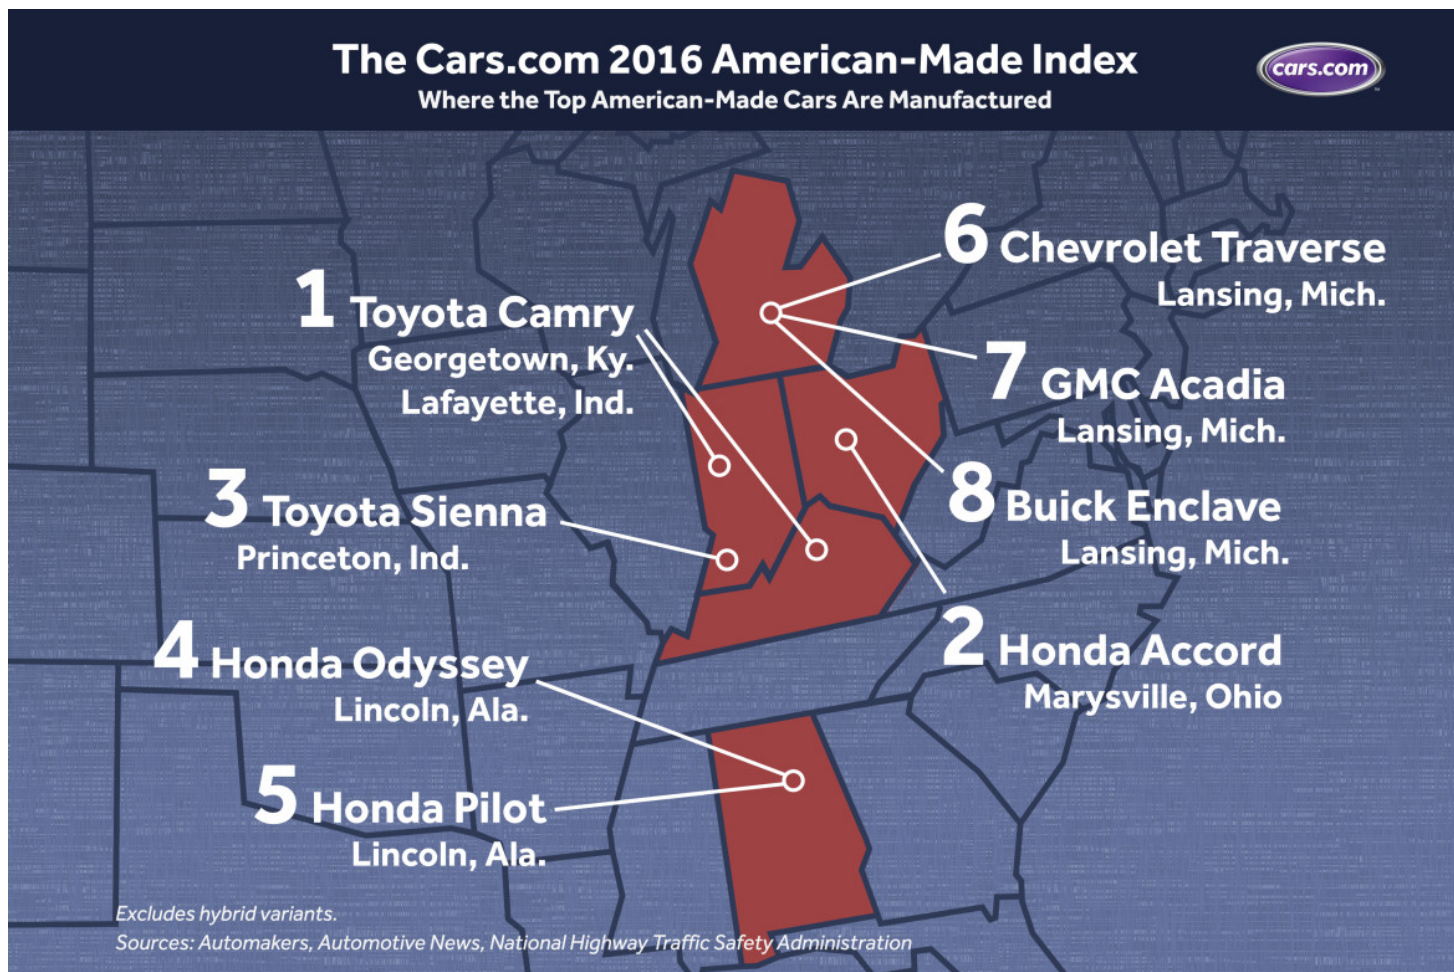 The Cars.com 2016 American-Made Index
Where the Top American-Made Cars Are Manufactured
cars.com
1 Toyota Camry
Georgetown, Ky.
Lafayette, Ind.
3 Toyota Sienna
Princeton, Ind.
4 Honda Odyssey
Lincoln, Ala.
5 Honda Pilot
Lincoln, Ala.
6 Chevrolet Traverse
Lansing, Mich.
7 GMC Acadia
Lansing, Mich.
8 Buick Enclave
Lansing, Mich.
2 Honda Accord
Marysville, Ohio
Excludes hybrid variants.
Sources: Automakers, Automotive News, National Highway Traffic Safety Administration